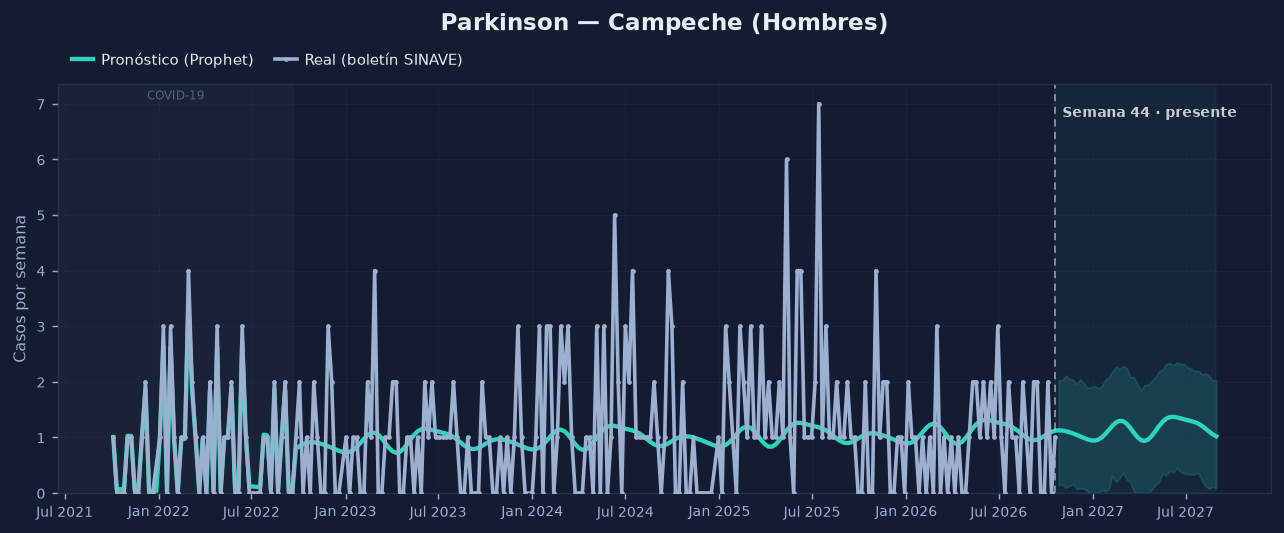 Parkinson — Campeche (Hombres)
Pronóstico (Prophet) Real (boletín SINAVE)
COVID-19
Semana 44 · presente
Casos por semana
7
6
5
4
3
2
1
0
Jul 2021 Jan 2022 Jul 2022 Jan 2023 Jul 2023 Jan 2024 Jul 2024 Jan 2025 Jul 2025 Jan 2026 Jul 2026 Jan 2027 Jul 2027